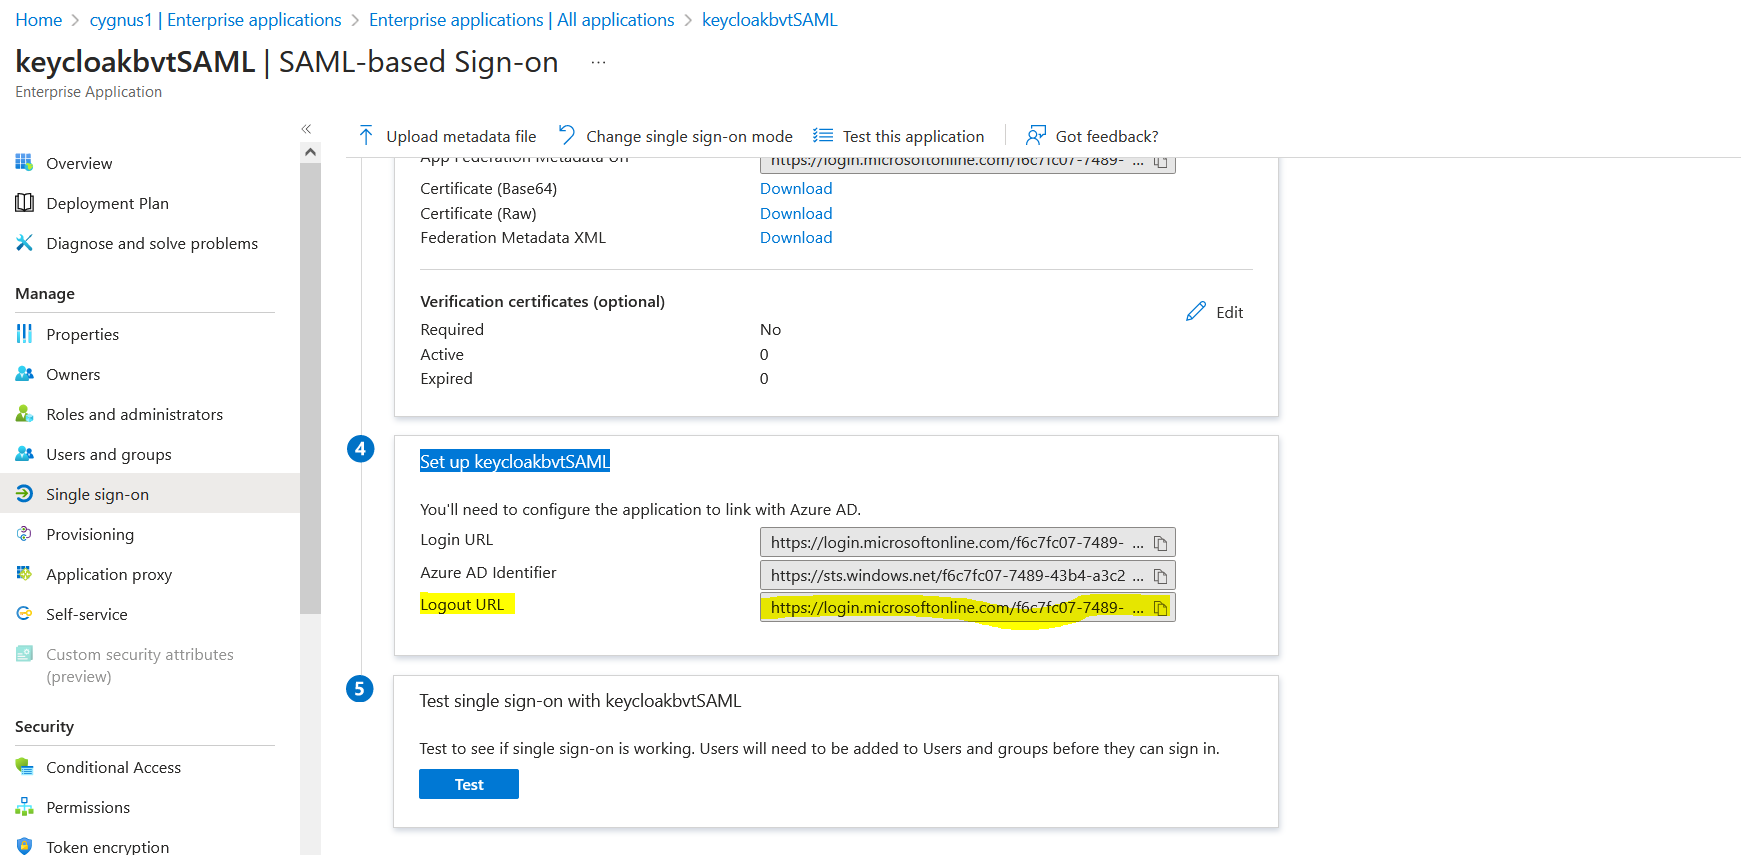 Home > cygnus1 | Enterprise applications > Enterprise applications | All applications > keycloakbvtSAML
keycloakbvtSAML | SAML-based Sign-on ...
Enterprise Application
«
Overview
Deployment Plan
Diagnose and solve problems
Manage
Properties
Owners
Roles and administrators
Users and groups
Single sign-on
Provisioning
Application proxy
Self-service
Custom security attributes
(preview)
Security
Conditional Access
Permissions
Token encryption
Upload metadata file
Change single sign-on mode
Test this application
Got feedback?
App Federation Metadata Url
https://login.microsoftonline.com/f6c7fc07-7489- ...
Certificate (Base64)
Download
Certificate (Raw)
Download
Federation Metadata XML
Download
Verification certificates (optional)
Edit
Required
No
Active
0
Expired
0
4
Set up keycloakbvtSAML
You'll need to configure the application to link with Azure AD.
Login URL
https://login.microsoftonline.com/f6c7fc07-7489- ...
Azure AD Identifier
https://sts.windows.net/f6c7fc07-7489-43b4-a3c2 ...
Logout URL
https://login.microsoftonline.com/f6c7fc07-7489- ...
5
Test single sign-on with keycloakbvtSAML
Test to see if single sign-on is working. Users will need to be added to Users and groups before they can sign in.
Test